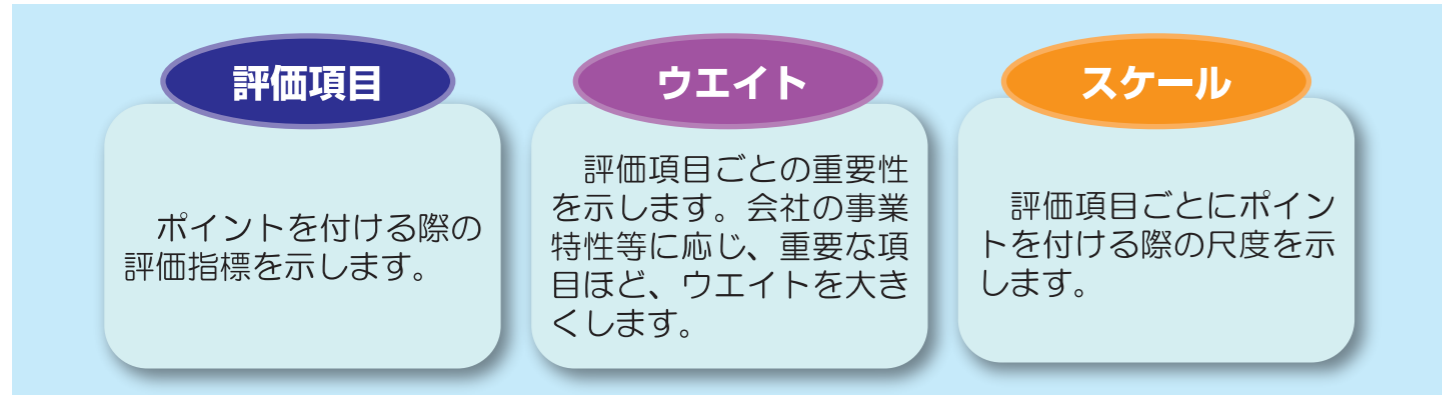 評価項目
ポイントを付ける際の
評価指標を示します。
ウエイト
評価項目ごとの重要性
を示します。会社の事業
特性等に応じ、重要な項
目ほど、ウエイトを大き
くします。
スケール
評価項目ごとにポイン
トを付ける際の尺度を示
します。